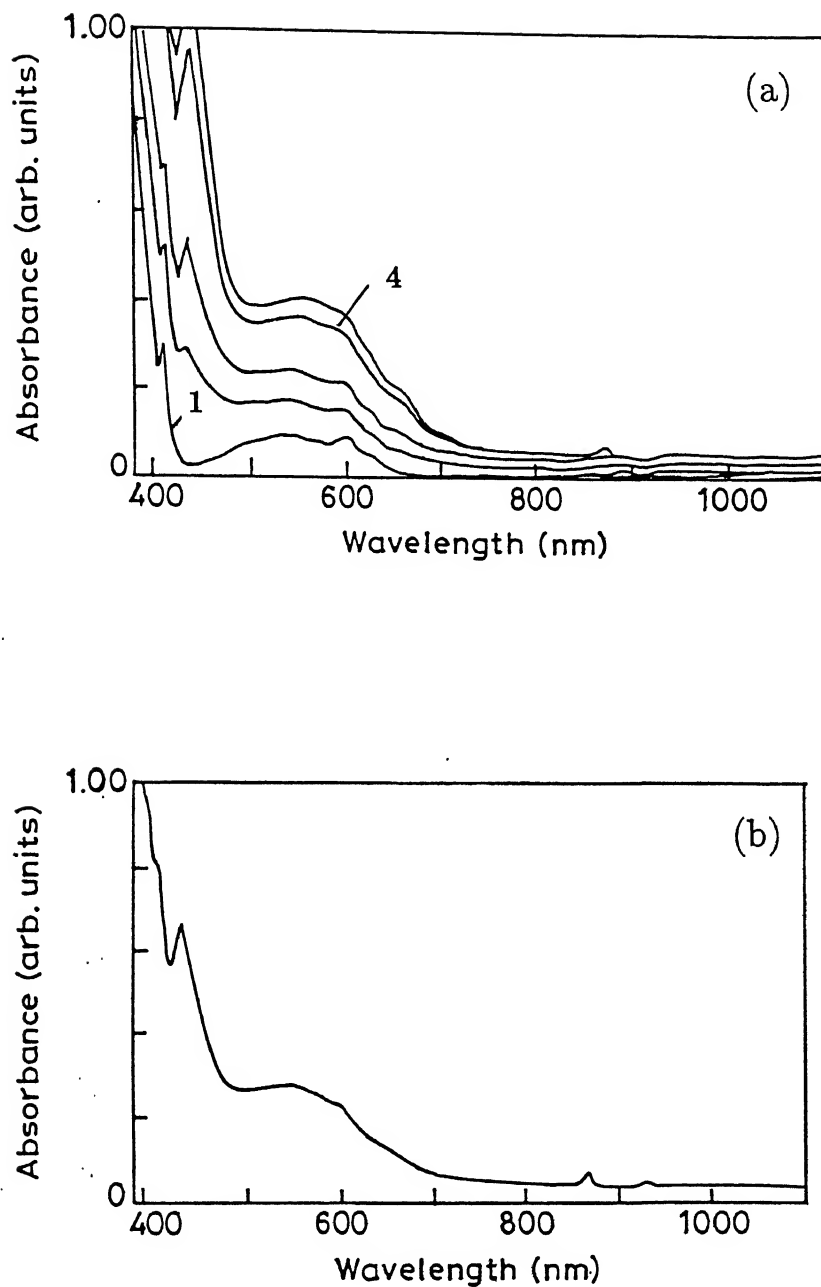 1.00
(a)
Absorbance (arb. units)
4
1
0
400 600 800 1000
Wavelength (nm)
1.00
(b)
Absorbance (arb. units)
0
400 600 800 1000
Wavelength (nm)